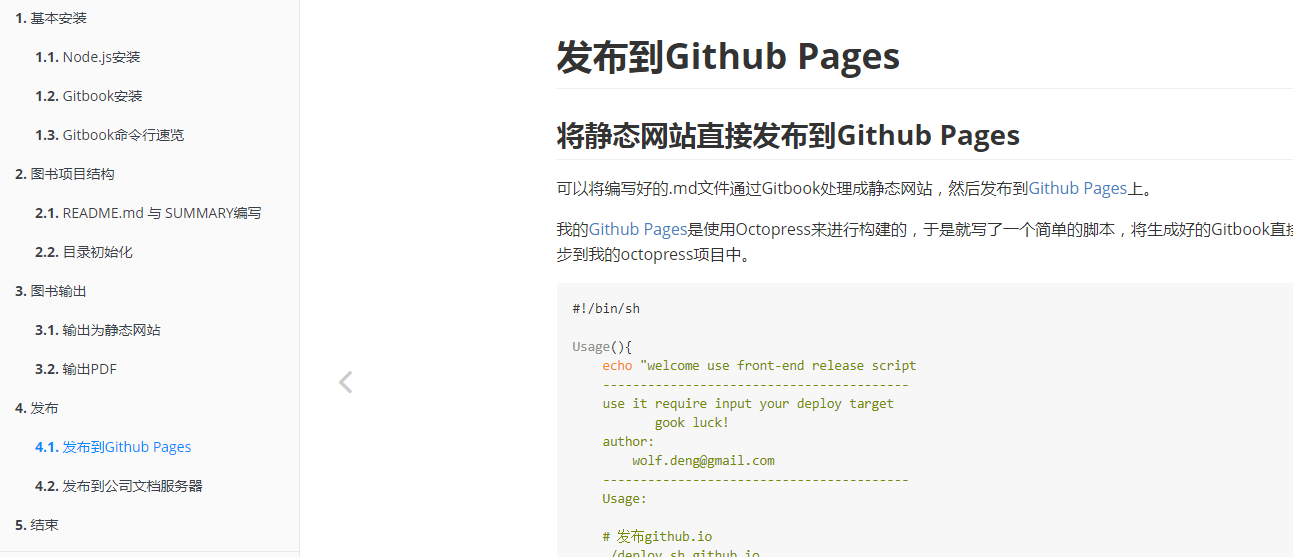 1. 基本安装
1.1. Node.js安装
1.2. Gitbook安装
1.3. Gitbook命令行速览
2. 图书项目结构
2.1. README.md 与 SUMMARY编写
2.2. 目录初始化
3. 图书输出
3.1. 输出为静态网站
3.2. 输出PDF
4. 发布
4.1. 发布到Github Pages
4.2. 发布到公司文档服务器
5. 结束
发布到Github Pages
将静态网站直接发布到Github Pages
可以将编写好的.md文件通过Gitbook处理成静态网站，然后发布到Github Pages上。
我的Github Pages是使用Octopress来进行构建的，于是就写了一个简单的脚本，将生成好的Gitbook直接
步到我的octopress项目中。
#!/bin/sh
Usage(){
echo "welcome use front-end release script
-----------------------------------------
use it require input your deploy target
gook luck!
author:
wolf.deng@gmail.com
-----------------------------------------
Usage:
# 发布github.io
./deploy.sh github.io